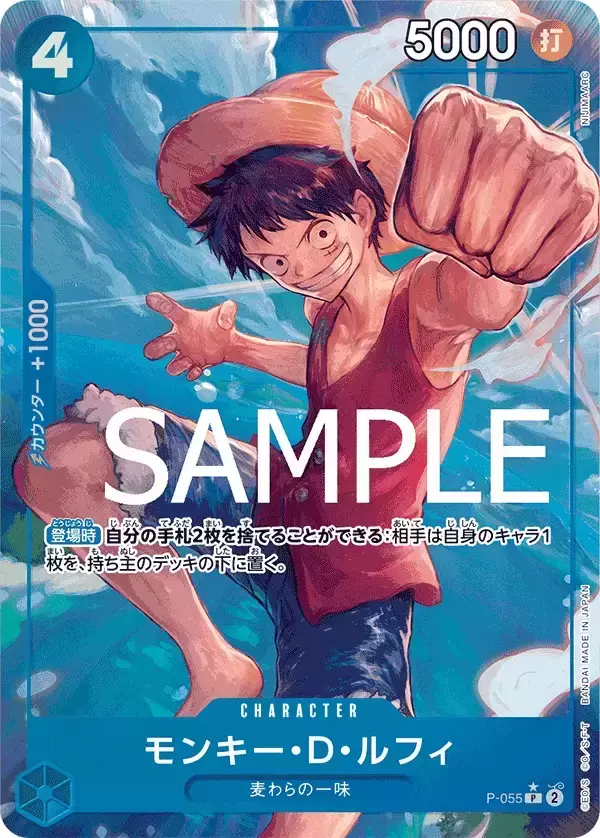 4
5000
打
NIJIMAARC
カウンター +1000
SAMPLE
登場時 自分の手札2枚を捨てることができる:相手は自身のキャラ1
枚を、持ち主のデッキの下に置く。
CHARACTER
モンキー・D・ルフィ
麦わらの一味
P-055 P 2
©E.O/S ©O/S･F･T BANDAI MADE IN JAPAN